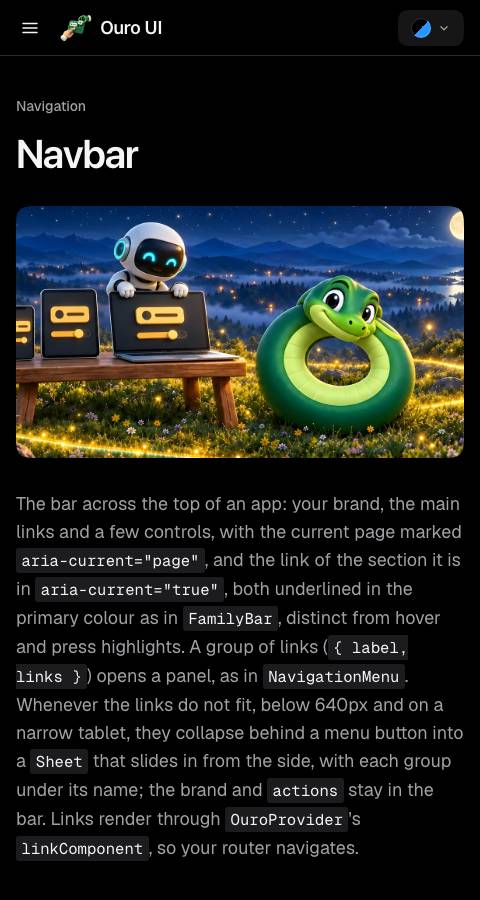 Ouro UI
Navigation
Navbar
The bar across the top of an app: your brand, the main
links and a few controls, with the current page marked
aria-current="page", and the link of the section it is
in aria-current="true", both underlined in the
primary colour as in FamilyBar, distinct from hover
and press highlights. A group of links ({ label,
links }) opens a panel, as in NavigationMenu.
Whenever the links do not fit, below 640px and on a
narrow tablet, they collapse behind a menu button into
a Sheet that slides in from the side, with each group
under its name; the brand and actions stay in the
bar. Links render through OuroProvider's
linkComponent, so your router navigates.